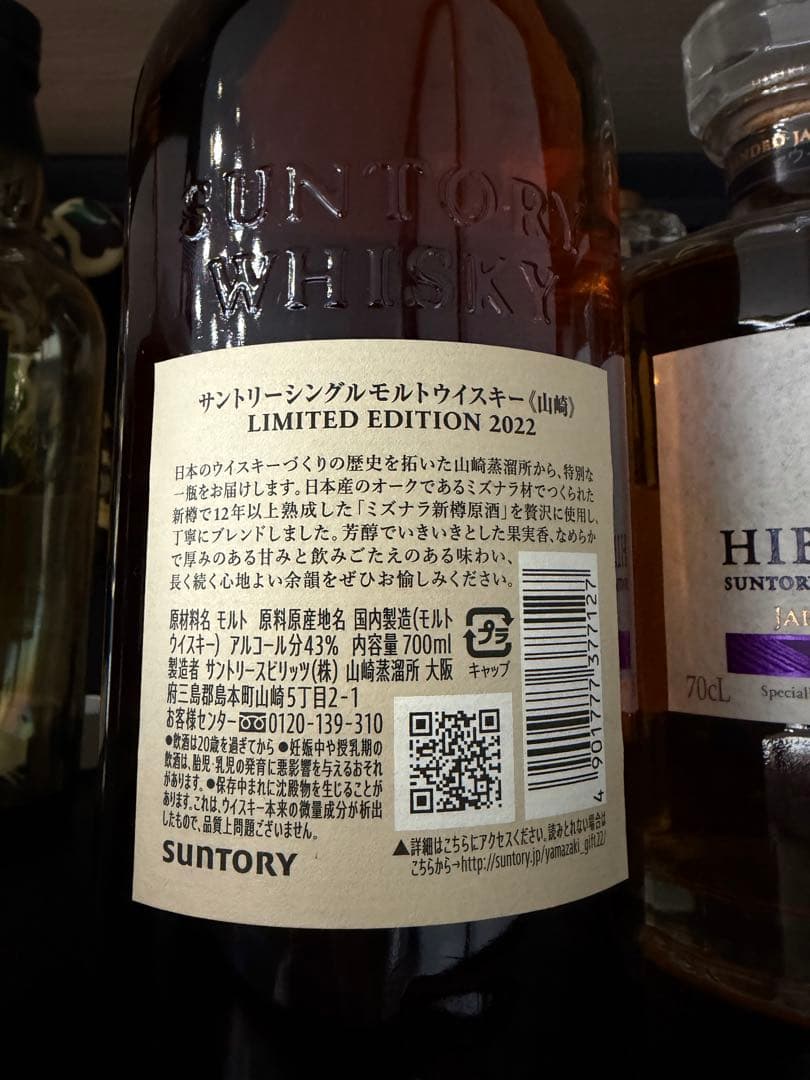 SUNTORY
WHISKY
サントリーシングルモルトウイスキー《山崎》
LIMITED EDITION 2022
日本のウイスキーづくりの歴史を拓いた山崎蒸溜所から、特別な
一瓶をお届けします。日本産のオークであるミズナラ材でつくられた
新樽で12年以上熟成した「ミズナラ新樽原酒」を贅沢に使用し、
丁寧にブレンドしました。芳醇でいきいきとした果実香、なめらか
で厚みのある甘みと飲みごたえのある味わい、
長く続く心地よい余韻をぜひお愉しみください。
原材料名 モルト 原料原産地名 国内製造(モルト
ウイスキー) アルコール分43% 内容量 700ml
製造者 サントリースピリッツ(株) 山崎蒸溜所 大阪
府三島郡島本町山崎5丁目2-1
お客様センター 0120-139-310
●飲酒は20歳を過ぎてから ●妊娠中や授乳期の
飲酒は、胎児・乳児の発育に悪影響を与えるおそれ
があります。●保存中まれに沈殿物を生じることが
あります。これは、ウイスキー本来の微量成分が析出
したもので、品質上問題ございません。
SUNTORY
プラ
キャップ
4 901777 377127
▲詳細はこちらにアクセスください。読みとれない場合は
こちらから→http://suntory.jp/yamazaki_gift22/
HIB
SUNTOR
JA
70cL
Special